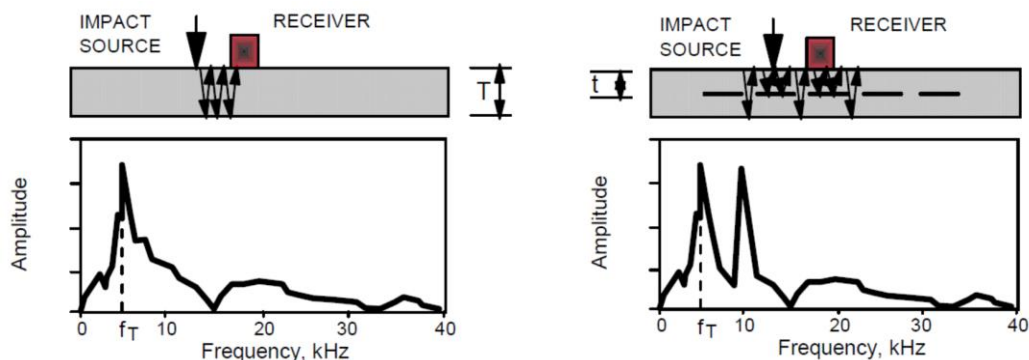 IMPACT
SOURCE
RECEIVER
T
Amplitude
0
f_T
10
20
30
40
Frequency, kHz
IMPACT
SOURCE
RECEIVER
t
Amplitude
0
f_T
10
20
30
40
Frequency, kHz